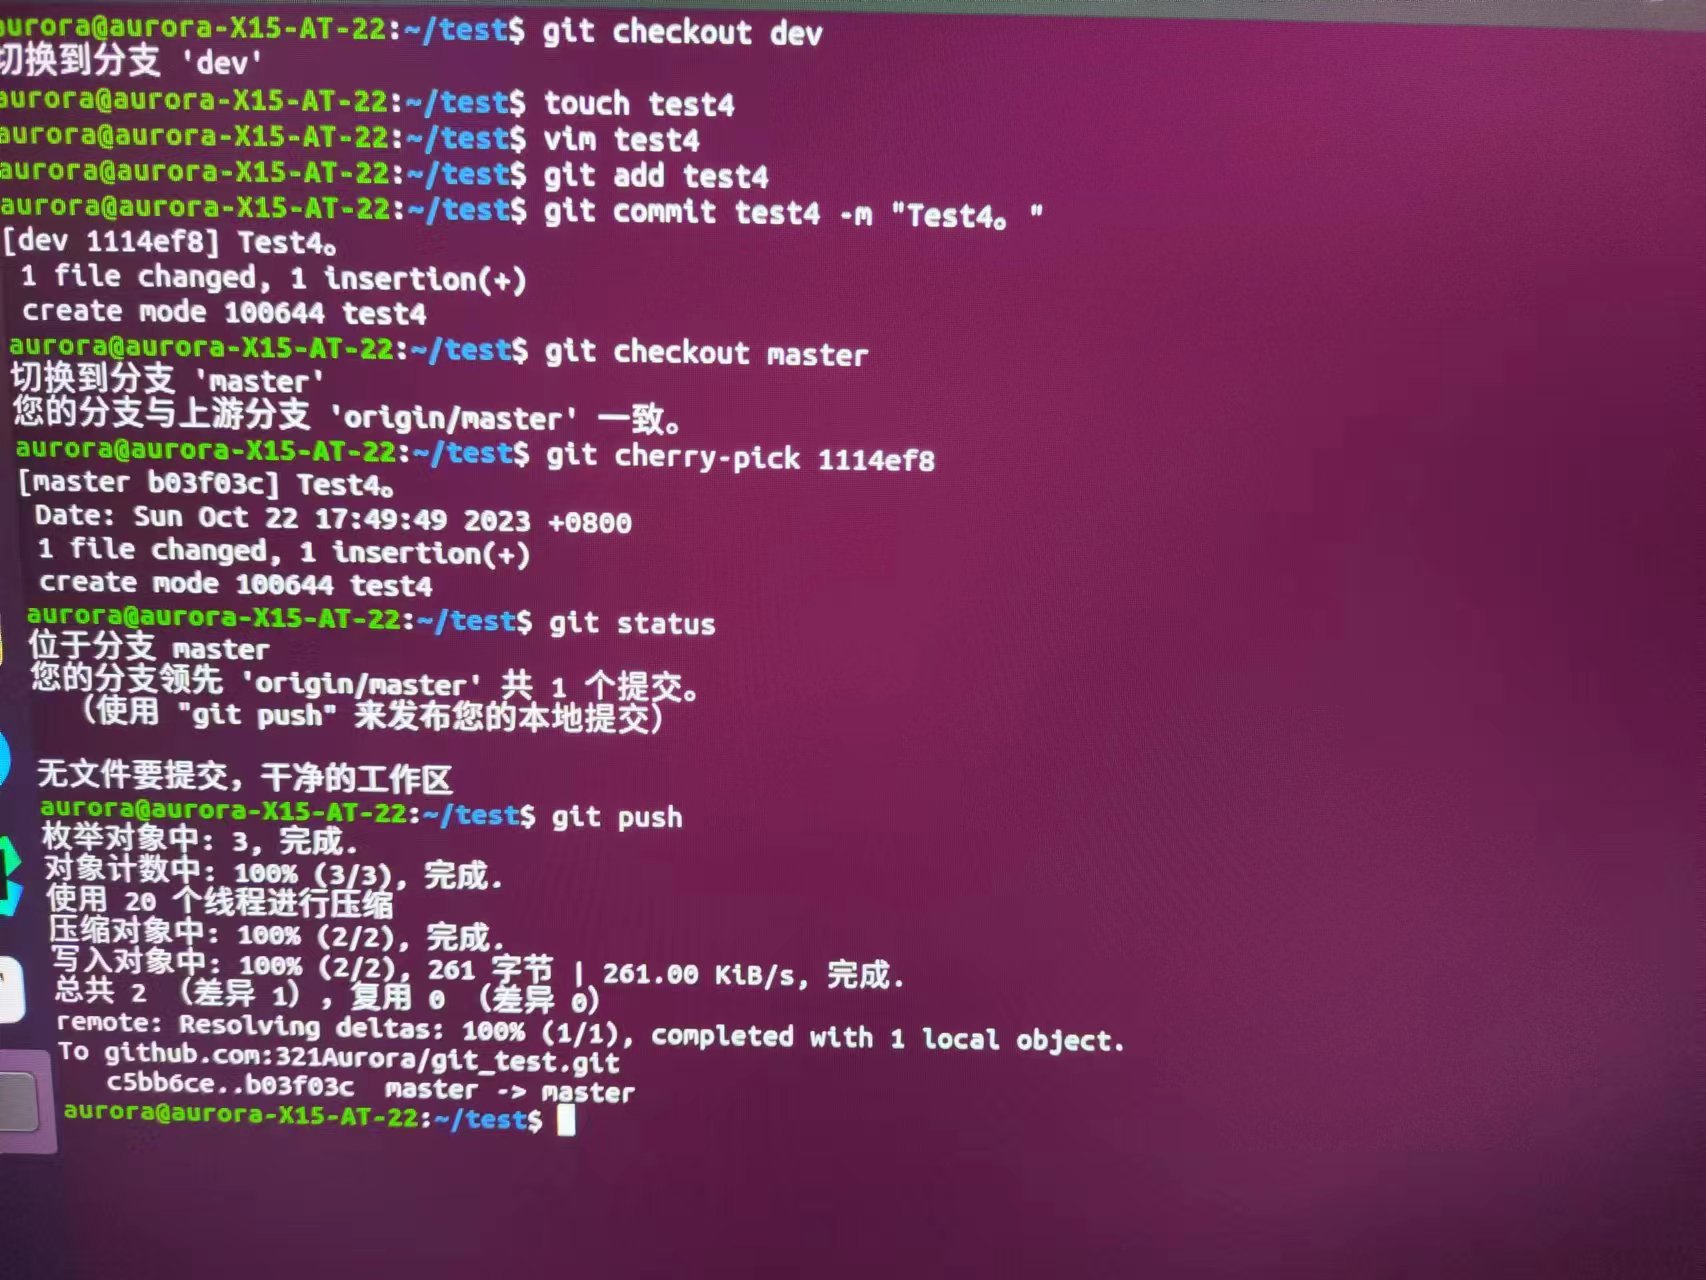 aurora@aurora-X15-AT-22:~/test$ git checkout dev
切换到分支 'dev'
aurora@aurora-X15-AT-22:~/test$ touch test4
aurora@aurora-X15-AT-22:~/test$ vim test4
aurora@aurora-X15-AT-22:~/test$ git add test4
aurora@aurora-X15-AT-22:~/test$ git commit test4 -m "Test4。"
[dev 1114ef8] Test4。
 1 file changed, 1 insertion(+)
 create mode 100644 test4
aurora@aurora-X15-AT-22:~/test$ git checkout master
切换到分支 'master'
您的分支与上游分支 'origin/master' 一致。
aurora@aurora-X15-AT-22:~/test$ git cherry-pick 1114ef8
[master b03f03c] Test4。
 Date: Sun Oct 22 17:49:49 2023 +0800
 1 file changed, 1 insertion(+)
 create mode 100644 test4
aurora@aurora-X15-AT-22:~/test$ git status
位于分支 master
您的分支领先 'origin/master' 共 1 个提交。
  （使用 "git push" 来发布您的本地提交）
无文件要提交，干净的工作区
aurora@aurora-X15-AT-22:~/test$ git push
枚举对象中: 3, 完成.
对象计数中: 100% (3/3), 完成.
使用 20 个线程进行压缩
压缩对象中: 100% (2/2), 完成.
写入对象中: 100% (2/2), 261 字节 | 261.00 KiB/s, 完成.
总共 2 （差异 1），复用 0 （差异 0）
remote: Resolving deltas: 100% (1/1), completed with 1 local object.
To github.com:321Aurora/git_test.git
   c5bb6ce..b03f03c  master -> master
aurora@aurora-X15-AT-22:~/test$